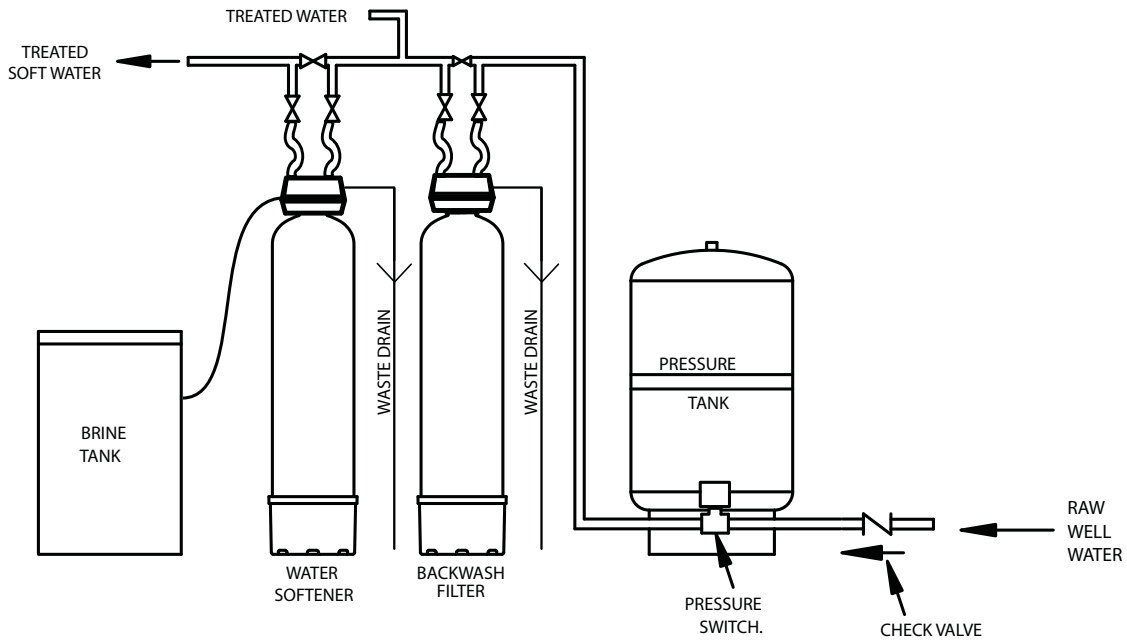 TREATED WATER
TREATED
SOFT WATER
WASTE DRAIN
WASTE DRAIN
PRESSURE
TANK
BRINE
TANK
RAW
WELL
WATER
WATER
SOFTENER
BACKWASH
FILTER
PRESSURE
SWITCH.
CHECK VALVE